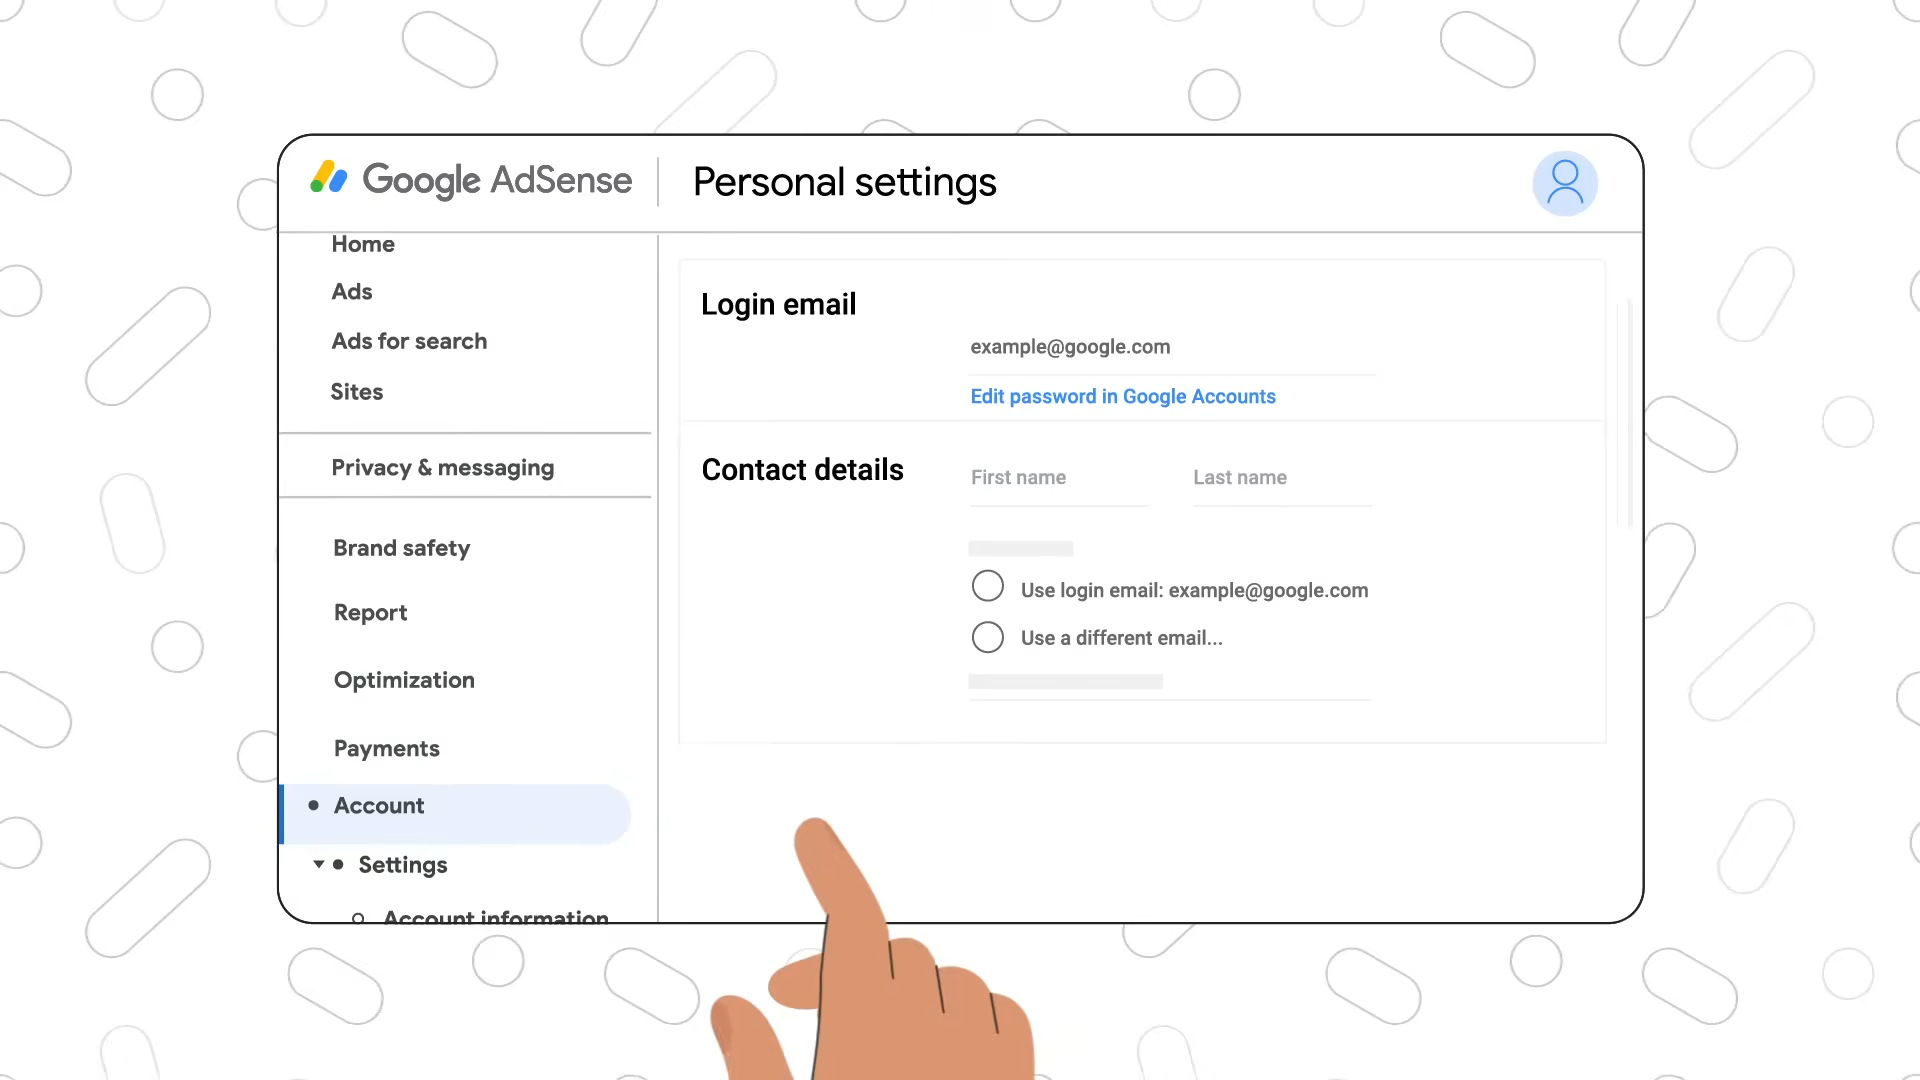 Google AdSense
Personal settings
Home
Ads
Ads for search
Sites
Privacy & messaging
Brand safety
Report
Optimization
Payments
Account
Settings
Account information
Login email
example@google.com
Edit password in Google Accounts
Contact details
First name
Last name
Use login email: example@google.com
Use a different email...